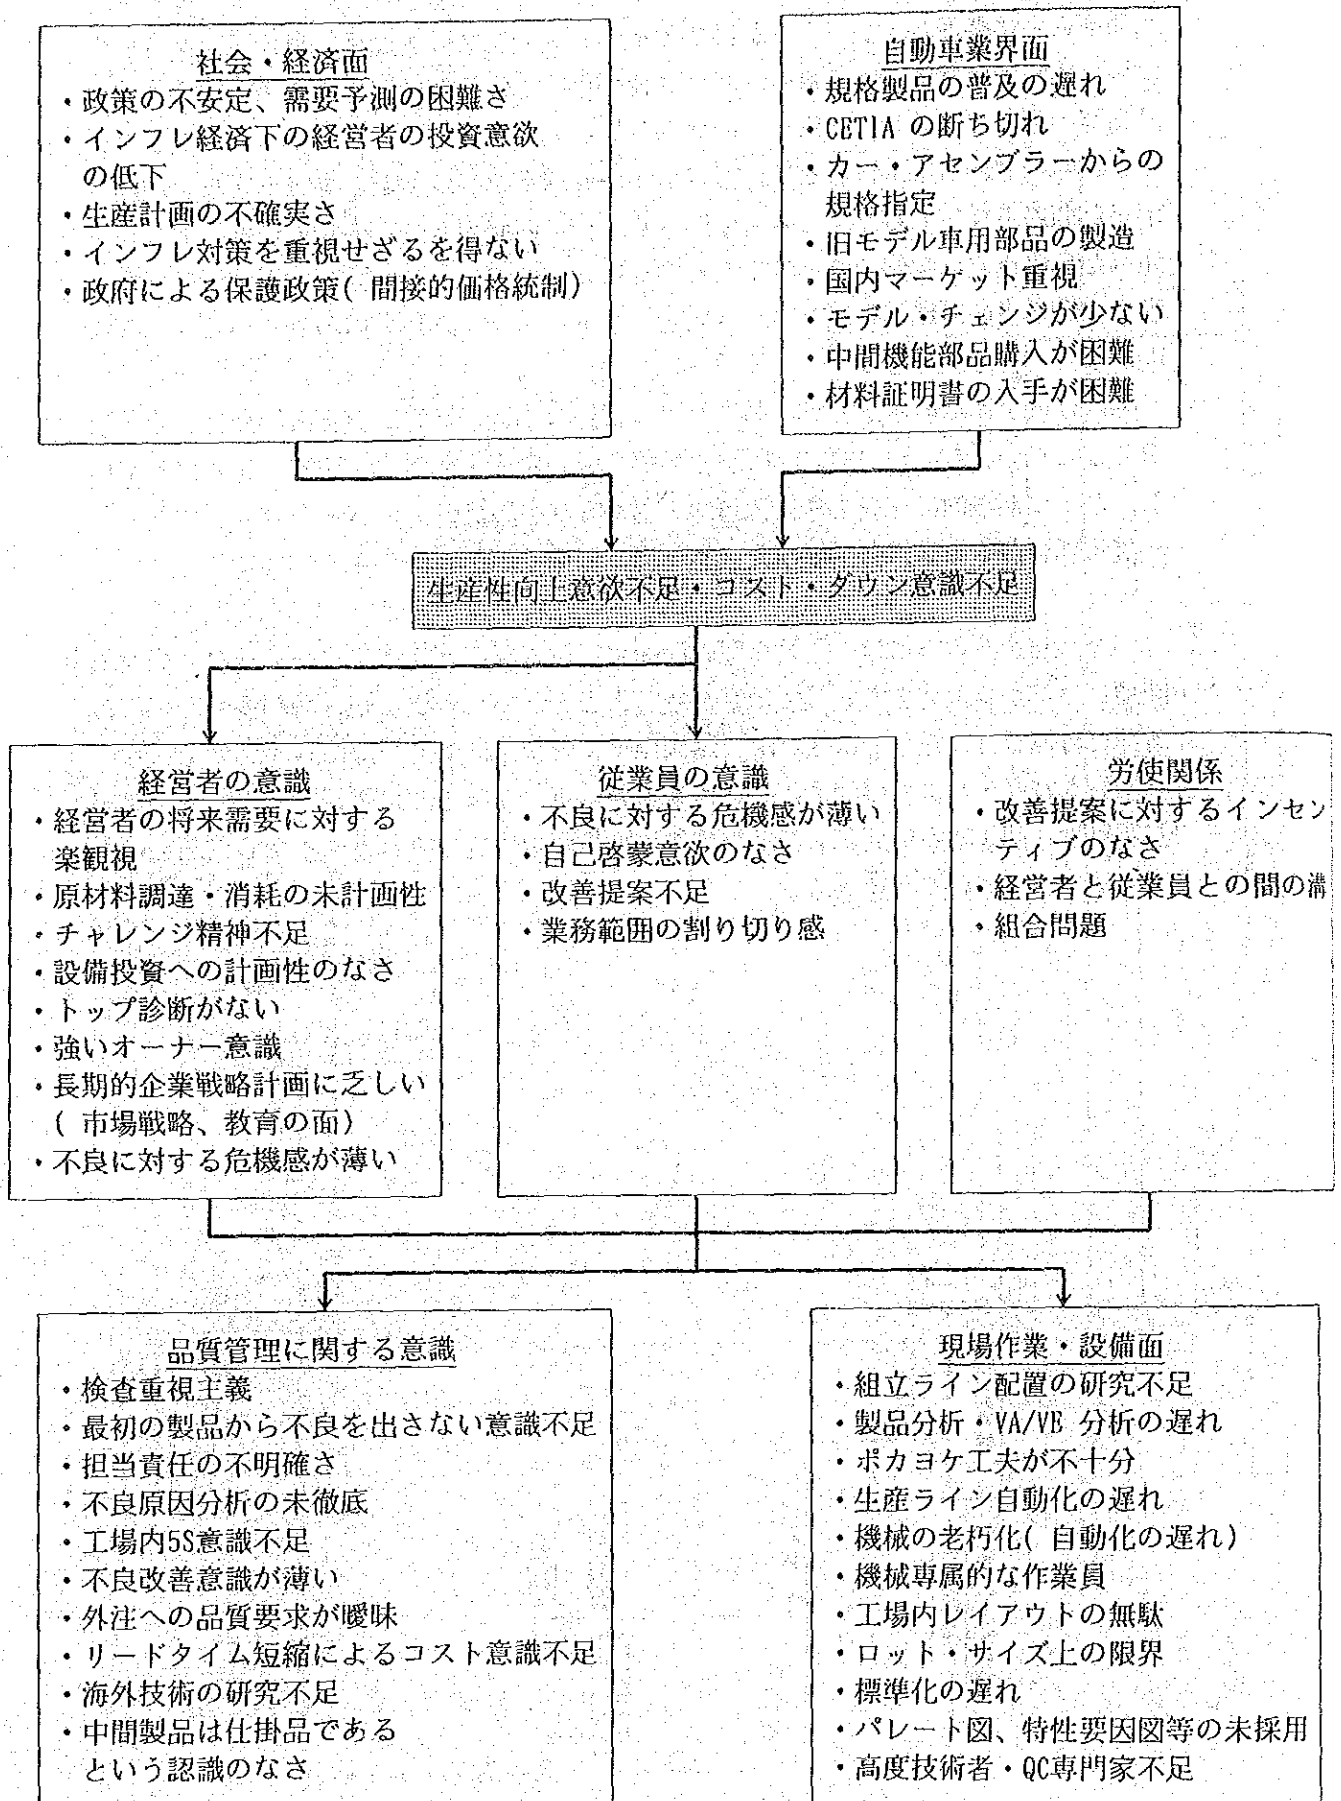 社会・経済面
・政策の不安定、需要予測の困難さ
・インフレ経済下の経営者の投資意欲
の低下
・生産計画の不確実さ
・インフレ対策を重視せざるを得ない
・政府による保護政策( 間接的価格統制)
自動車業界面
・規格製品の普及の遅れ
・CETIA の断ち切れ
・カー・アセンブラーからの
規格指定
・旧モデル車用部品の製造
・国内マーケット重視
・モデル・チェンジが少ない
・中間機能部品購入が困難
・材料証明書の入手が困難
生産性向上意欲不足・コスト・ダウン意識不足
経営者の意識
・経営者の将来需要に対する
楽観視
・原材料調達・消耗の未計画性
・チャレンジ精神不足
・設備投資への計画性のなさ
・トップ診断がない
・強いオーナー意識
・長期的企業戦略計画に乏しい
( 市場戦略、教育の面)
・不良に対する危機感が薄い
従業員の意識
・不良に対する危機感が薄い
・自己啓蒙意欲のなさ
・改善提案不足
・業務範囲の割り切り感
労使関係
・改善提案に対するインセン
ティブのなさ
・経営者と従業員との間の溝
・組合問題
品質管理に関する意識
・検査重視主義
・最初の製品から不良を出さない意識不足
・担当責任の不明確さ
・不良原因分析の未徹底
・工場内5S意識不足
・不良改善意識が薄い
・外注への品質要求が曖昧
・リードタイム短縮によるコスト意識不足
・海外技術の研究不足
・中間製品は仕掛品である
という認識のなさ
現場作業・設備面
・組立ライン配置の研究不足
・製品分析・VA/VE 分析の遅れ
・ポカヨケ工夫が不十分
・生産ライン自動化の遅れ
・機械の老朽化( 自動化の遅れ)
・機械専属的な作業員
・工場内レイアウトの無駄
・ロット・サイズ上の限界
・標準化の遅れ
・パレート図、特性要因図等の未採用
・高度技術者・QC専門家不足